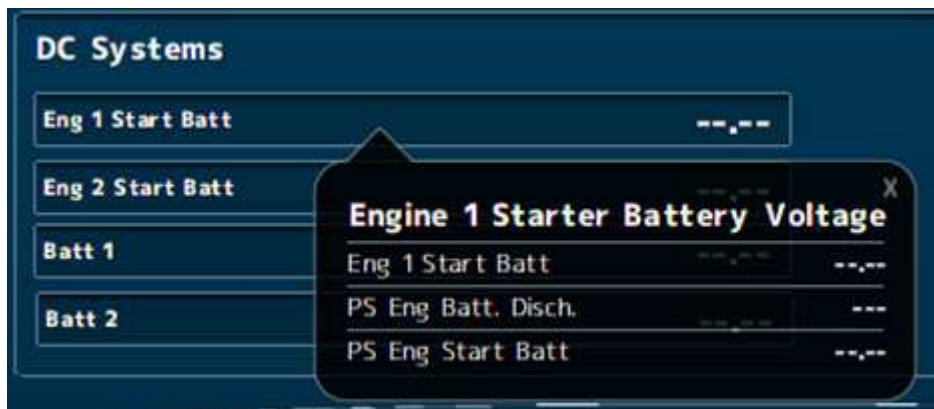 DC Systems
Eng 1 Start Batt --.--
Eng 2 Start Batt --.--
Batt 1 --.--
Batt 2 --.--
X
Engine 1 Starter Battery Voltage
Eng 1 Start Batt --.--
PS Eng Batt. Disch. ---
PS Eng Start Batt --.--